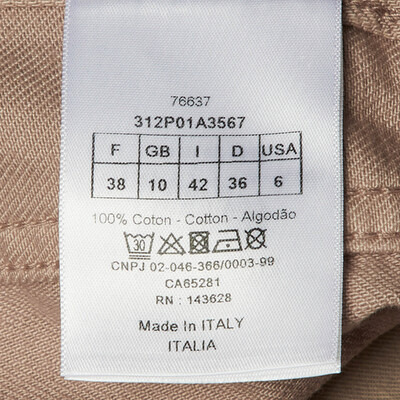 76637
312P01A3567
F GB I D USA
38 10 42 36 6
100% Coton - Cotton - Algodão
30
CNPJ 02-046-366/0003-99
CA65281
RN : 143628
Made In ITALY
ITALIA